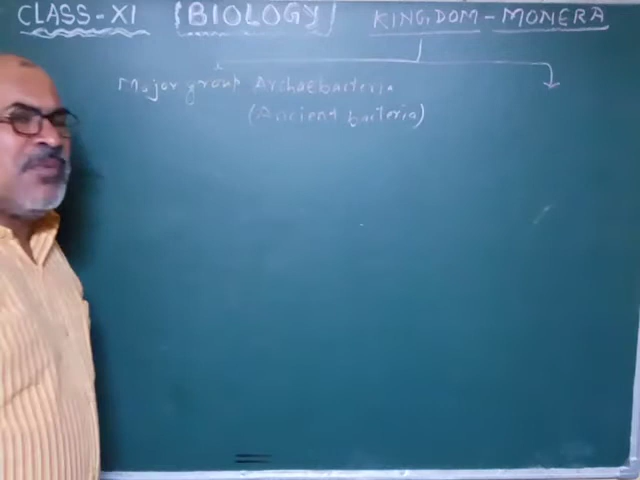 CLASS-XI [BIOLOGY] KINGDOM-MONERA
Major group Archaebacteria
(Ancient bacteria)